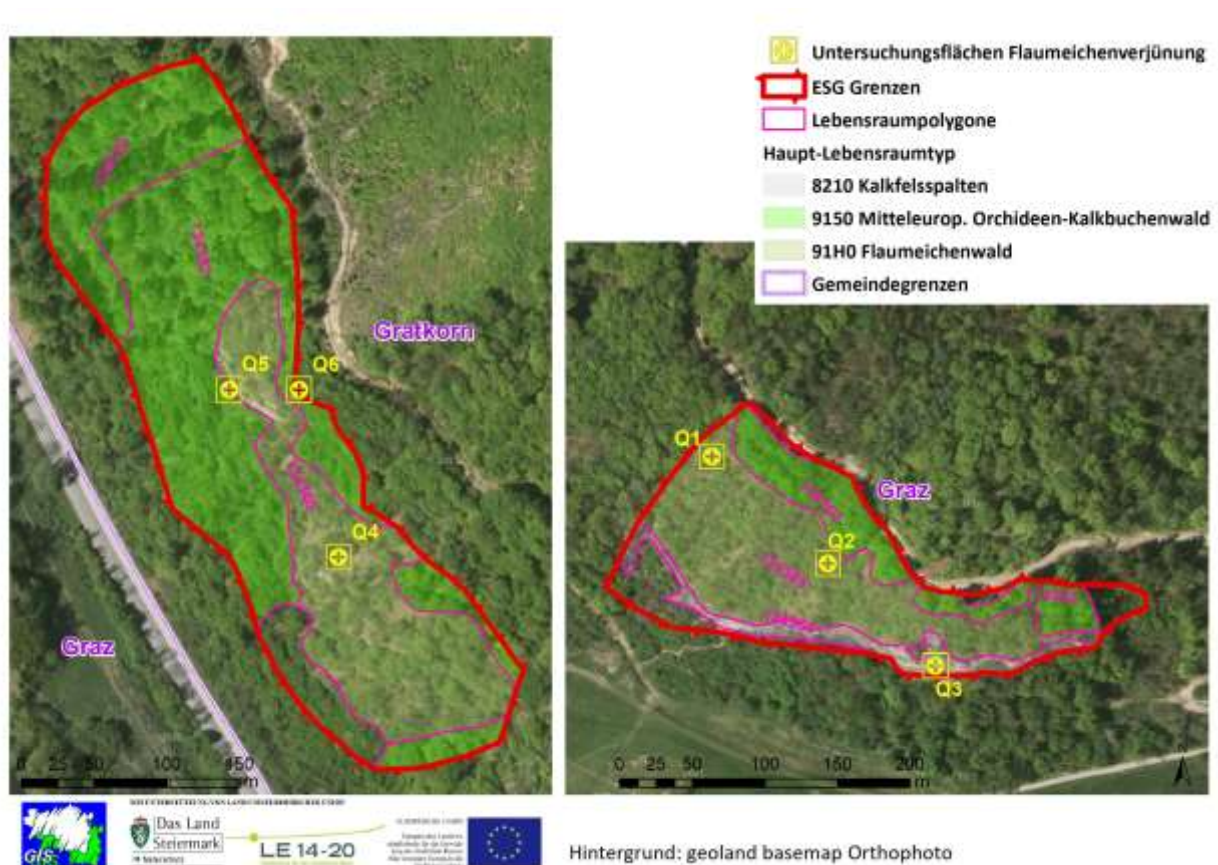 Untersuchungsflächen Flaumeichenverjünung
ESG Grenzen
Lebensraumpolygone
Haupt-Lebensraumtyp
8210 Kalkfelsspalten
9150 Mitteleurop. Orchideen-Kalkbuchenwald
91H0 Flaumeichenwald
Gemeindegrenzen
Gratkorn
Q5
Q6
Q4
Graz
0 25 50 100 150
m
Q1
Graz
Q2
Q3
0 25 50 100 150 200
m
GIS
Das Land
Steiermark
LE 14-20
Hintergrund: geoland basemap Orthophoto